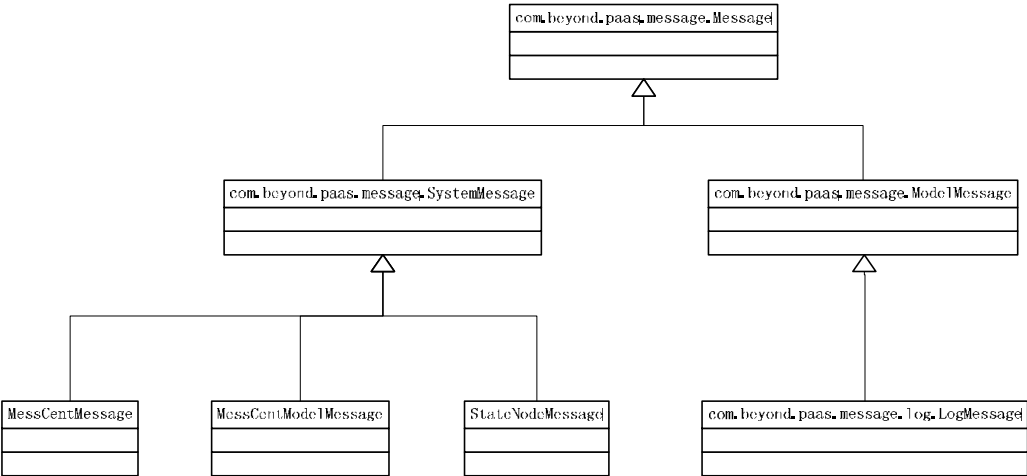 com.beyond.paas.message.Message
com.beyond.paas.message.SystemMessage
com.beyond.paas.message.ModelMessage
MessCentMessage
MessCentModelMessage
StateNodeMessage
com.beyond.paas.message.log.LogMessage